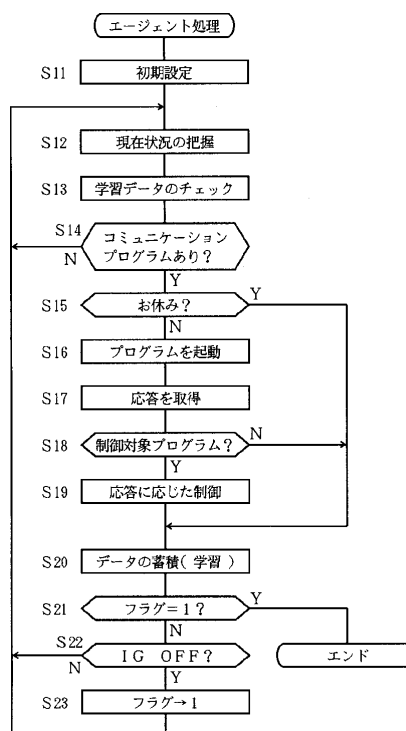 エージェント処理
S11 初期設定
S12 現在状況の把握
S13 学習データのチェック
S14 コミュニケーション
プログラムあり?
N
Y
S15 お休み? Y
N
S16 プログラムを起動
S17 応答を取得
S18 制御対象プログラム? N
Y
S19 応答に応じた制御
S20 データの蓄積(学習)
S21 フラグ=1? Y
N
S22 IG OFF? エンド
N
Y
S23 フラグ→1